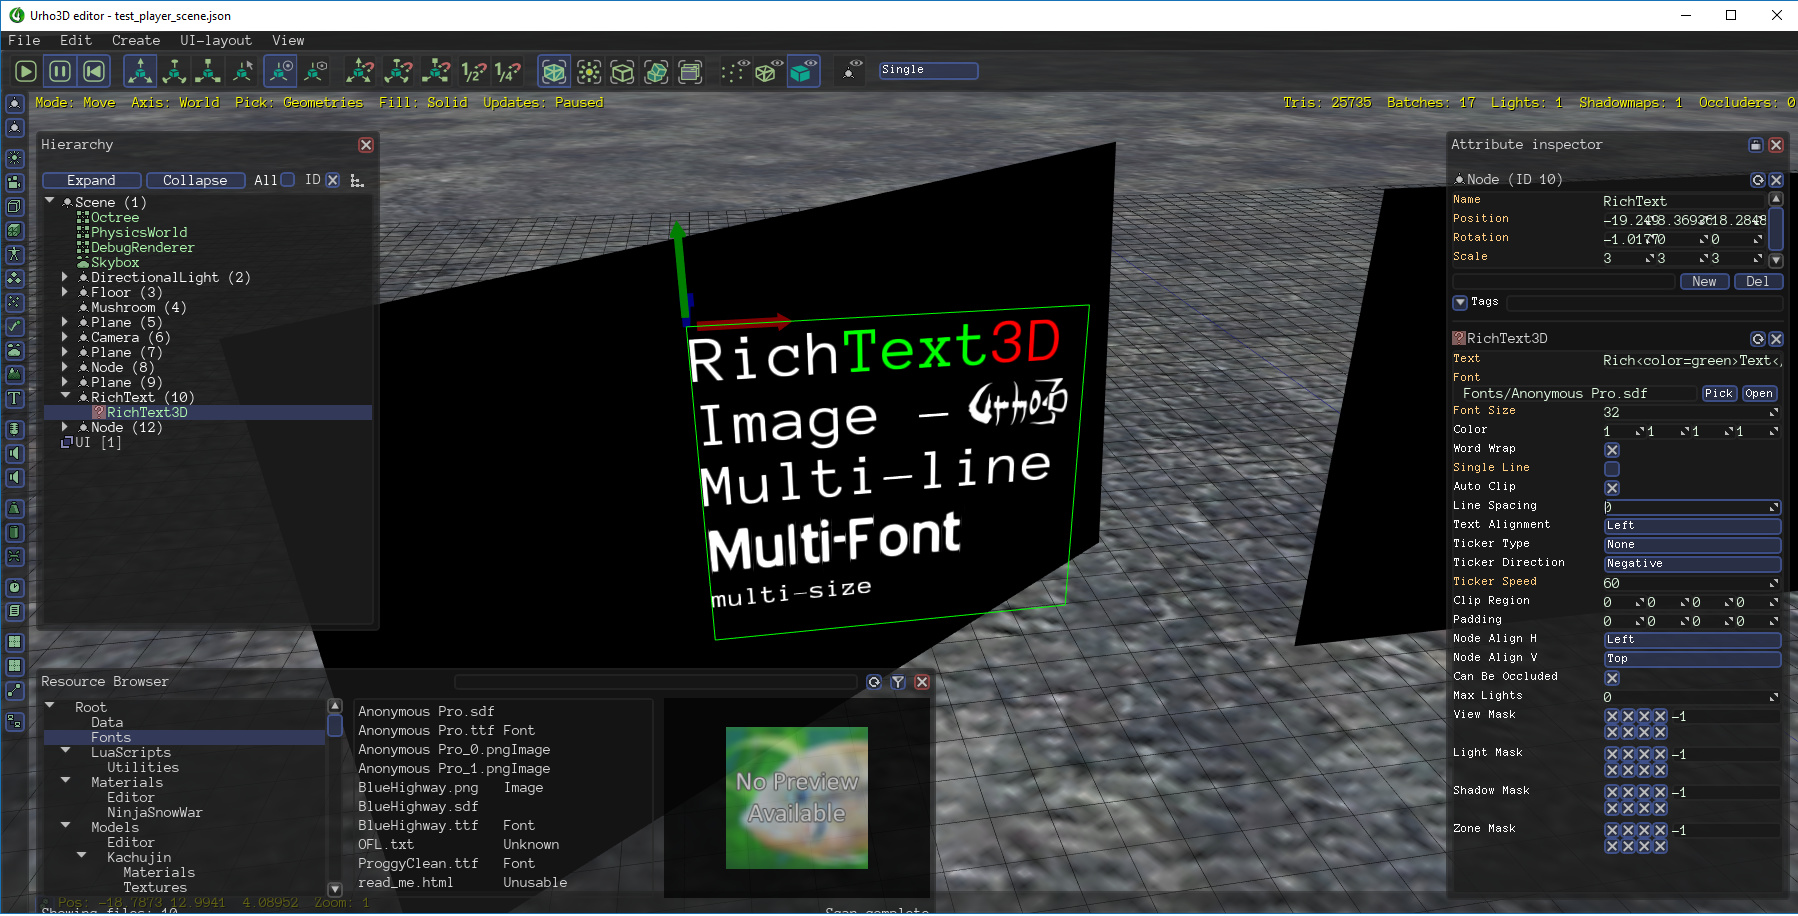 Urho3D editor - test_player_scene.json
File Edit Create UI-layout View
1/2? 1/4? Single
Mode: Move Axis: World Pick: Geometries Fill: Solid Updates: Paused
Tris: 25735 Batches: 17 Lights: 1 Shadowmaps: 1 Occluders: 0
Hierarchy
Expand Collapse All ID
Scene (1)
Octree
PhysicsWorld
DebugRenderer
Skybox
DirectionalLight (2)
Floor (3)
Mushroom (4)
Plane (5)
Camera (6)
Plane (7)
Node (8)
Plane (9)
RichText (10)
RichText3D
Node (12)
UI [1]
RichText3D
Image - Urho3D
Multi-line
Multi-Font
multi-size
Attribute inspector
Node (ID 10)
Name RichText
Position
Rotation 0
Scale 3 3 3
New Del
Tags
RichText3D
Text Rich<color=green>Text<
Font
Fonts/Anonymous Pro.sdf Pick Open
Font Size 32
Color 1 1 1 1
Word Wrap
Single Line
Auto Clip
Line Spacing 0
Text Alignment Left
Ticker Type None
Ticker Direction Negative
Ticker Speed 60
Clip Region 0 0 0 0
Padding 0 0 0 0
Node Align H Left
Node Align V Top
Can Be Occluded
Max Lights 0
View Mask -1
Light Mask -1
Shadow Mask -1
Zone Mask -1
Resource Browser
Root
Data
Fonts
LuaScripts
Utilities
Materials
Editor
NinjaSnowWar
Models
Editor
Kachujin
Materials
Textures
Anonymous Pro.sdf
Anonymous Pro.ttf Font
Anonymous Pro_0.pngImage
Anonymous Pro_1.pngImage
BlueHighway.png Image
BlueHighway.sdf
BlueHighway.ttf Font
OFL.txt Unknown
ProggyClean.ttf Font
read_me.html Unusable
No Preview
Available
Pos: -18.7873 12.9941 4.08952 Zoom: 1
Showing files: 10 Scan complete